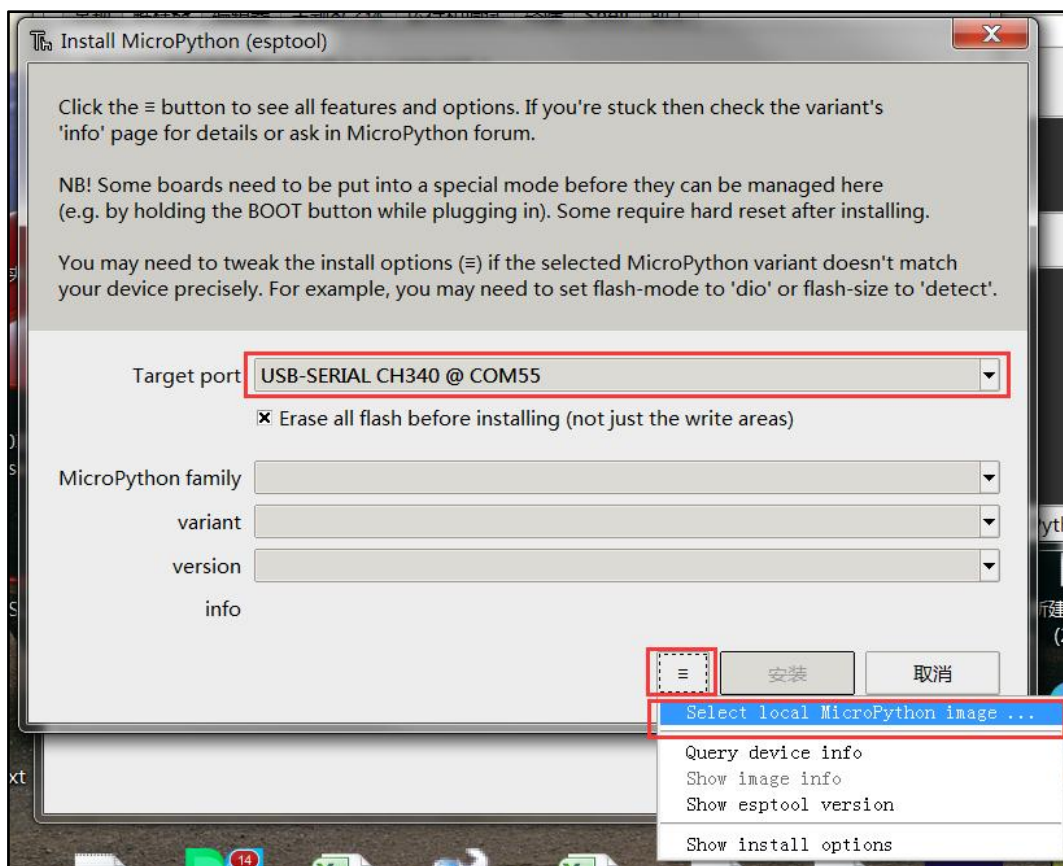 Install MicroPython (esptool)
Click the ≡ button to see all features and options. If you're stuck then check the variant's
'info' page for details or ask in MicroPython forum.
NB! Some boards need to be put into a special mode before they can be managed here
(e.g. by holding the BOOT button while plugging in). Some require hard reset after installing.
You may need to tweak the install options (≡) if the selected MicroPython variant doesn't match
your device precisely. For example, you may need to set flash-mode to 'dio' or flash-size to 'detect'.
Target port USB-SERIAL CH340 @ COM55
Erase all flash before installing (not just the write areas)
MicroPython family
variant
version
info
≡ 安装 取消
Select local MicroPython image ...
Query device info
Show image info
Show esptool version
Show install options
14